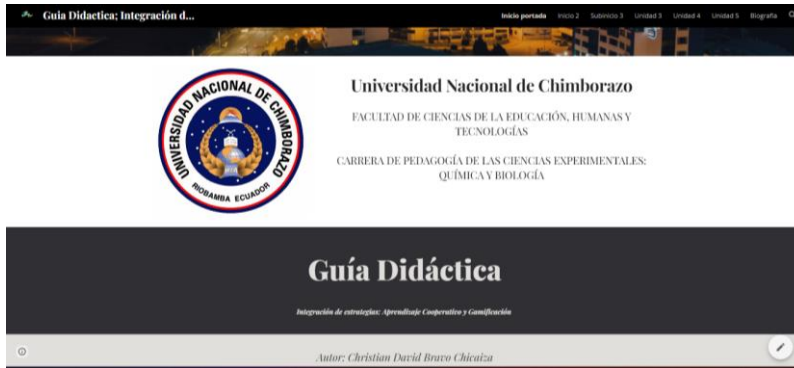 Guia Didactica; Integración d...
Inicio portada Inicio 2 Subinicio 3 Unidad 3 Unidad 4 Unidad 5 Biografia
UNIVERSIDAD NACIONAL DE CHIMBORAZO
RIOBAMBA ECUADOR
Universidad Nacional de Chimborazo
FACULTAD DE CIENCIAS DE LA EDUCACIÓN, HUMANAS Y
TECNOLOGÍAS
CARRERA DE PEDAGOGÍA DE LAS CIENCIAS EXPERIMENTALES:
QUÍMICA Y BIOLOGÍA
Guía Didáctica
Integración de estrategias: Aprendizaje Cooperativo y Gamificación
Autor: Christian David Bravo Chicaiza